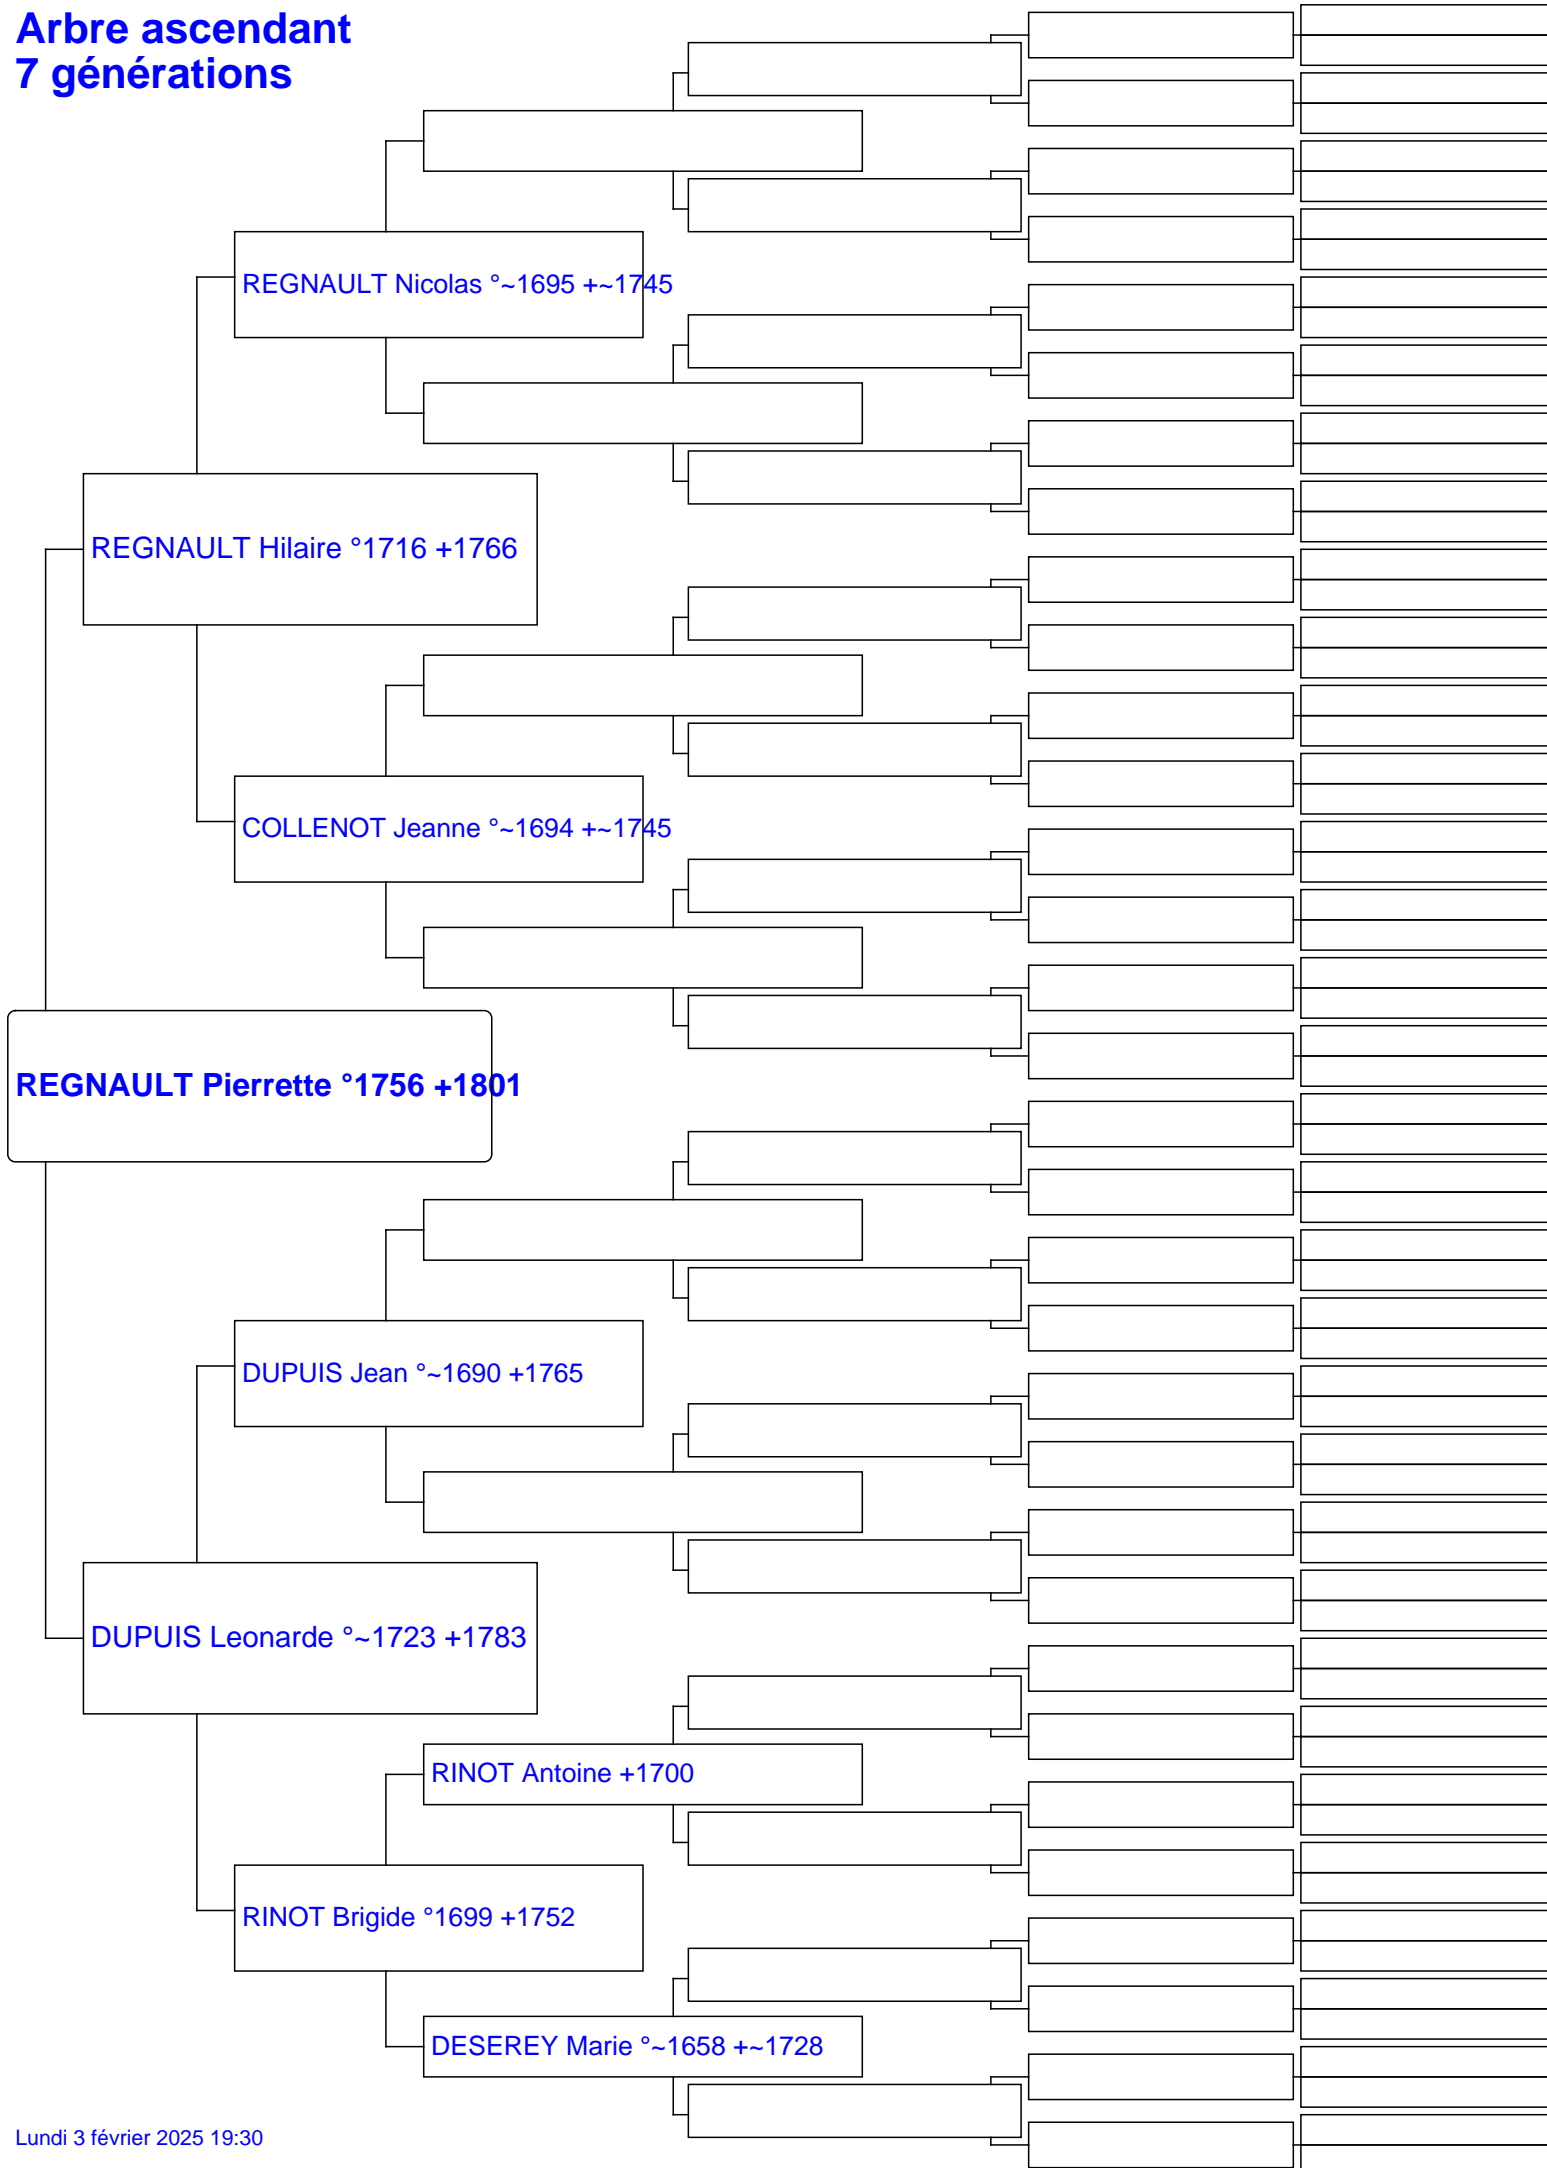 Arbre ascendant
7 générations
REGNAULT Nicolas °~1695 +~1745
REGNAULT Hilaire °1716 +1766
COLLENOT Jeanne °~1694 +~1745
REGNAULT Pierrette °1756 +1801
DUPUIS Jean °~1690 +1765
DUPUIS Leonarde °~1723 +1783
RINOT Antoine +1700
RINOT Brigide °1699 +1752
DESEREY Marie °~1658 +~1728
Lundi 3 février 2025 19:30